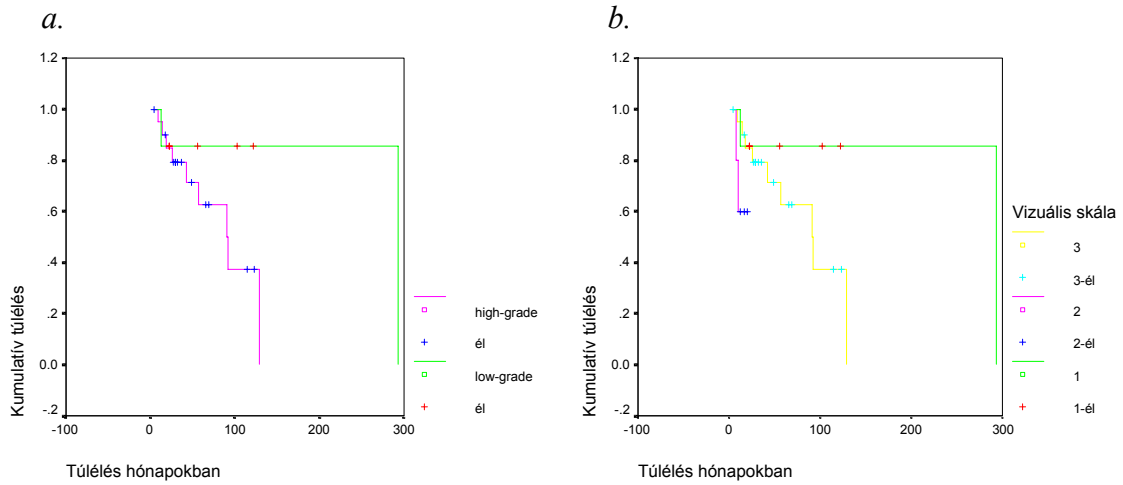 a.
1.2
1.0
.8
.6
.4
.2
0.0
-.2
-100
0
100
200
300
Kumulatív túlélés
Túlélés hónapokban
high-grade
él
low-grade
él
b.
1.2
1.0
.8
.6
.4
.2
0.0
-.2
-100
0
100
200
300
Kumulatív túlélés
Túlélés hónapokban
Vizuális skála
3
3-él
2
2-él
1
1-él